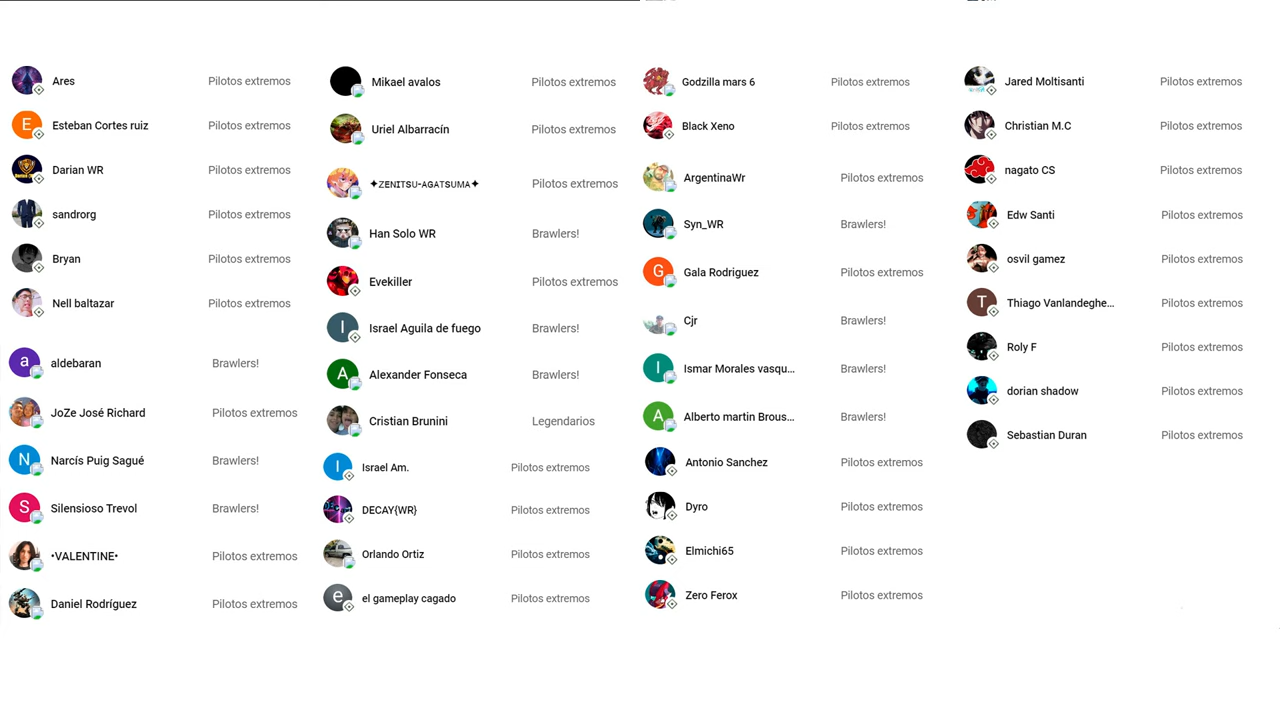 Ares Pilotos extremos
E Esteban Cortes ruiz Pilotos extremos
Darian WR Pilotos extremos
sandrorg Pilotos extremos
Bryan Pilotos extremos
Nell baltazar Pilotos extremos
a aldebaran Brawlers!
JoZe José Richard Pilotos extremos
N Narcís Puig Sagué Brawlers!
S Silensioso Trevol Brawlers!
•VALENTINE• Pilotos extremos
Daniel Rodríguez Pilotos extremos
Mikael avalos Pilotos extremos
Uriel Albarracín Pilotos extremos
✦ᴢᴇɴɪᴛsᴜ-ᴀɢᴀᴛsᴜᴍᴀ✦ Pilotos extremos
Han Solo WR Brawlers!
Evekiller Pilotos extremos
I Israel Aguila de fuego Brawlers!
A Alexander Fonseca Brawlers!
Cristian Brunini Legendarios
I Israel Am. Pilotos extremos
DECAY{WR} Pilotos extremos
Orlando Ortiz Pilotos extremos
e el gameplay cagado Pilotos extremos
Godzilla mars 6 Pilotos extremos
Black Xeno Pilotos extremos
ArgentinaWr Pilotos extremos
Syn_WR Brawlers!
G Gala Rodriguez Pilotos extremos
Cjr Brawlers!
I Ismar Morales vasqu... Brawlers!
A Alberto martin Brous... Brawlers!
Antonio Sanchez Pilotos extremos
Dyro Pilotos extremos
Elmichi65 Pilotos extremos
Zero Ferox Pilotos extremos
Jared Moltisanti Pilotos extremos
Christian M.C Pilotos extremos
nagato CS Pilotos extremos
Edw Santi Pilotos extremos
osvil gamez Pilotos extremos
T Thiago Vanlandeghe... Pilotos extremos
Roly F Pilotos extremos
dorian shadow Pilotos extremos
Sebastian Duran Pilotos extremos